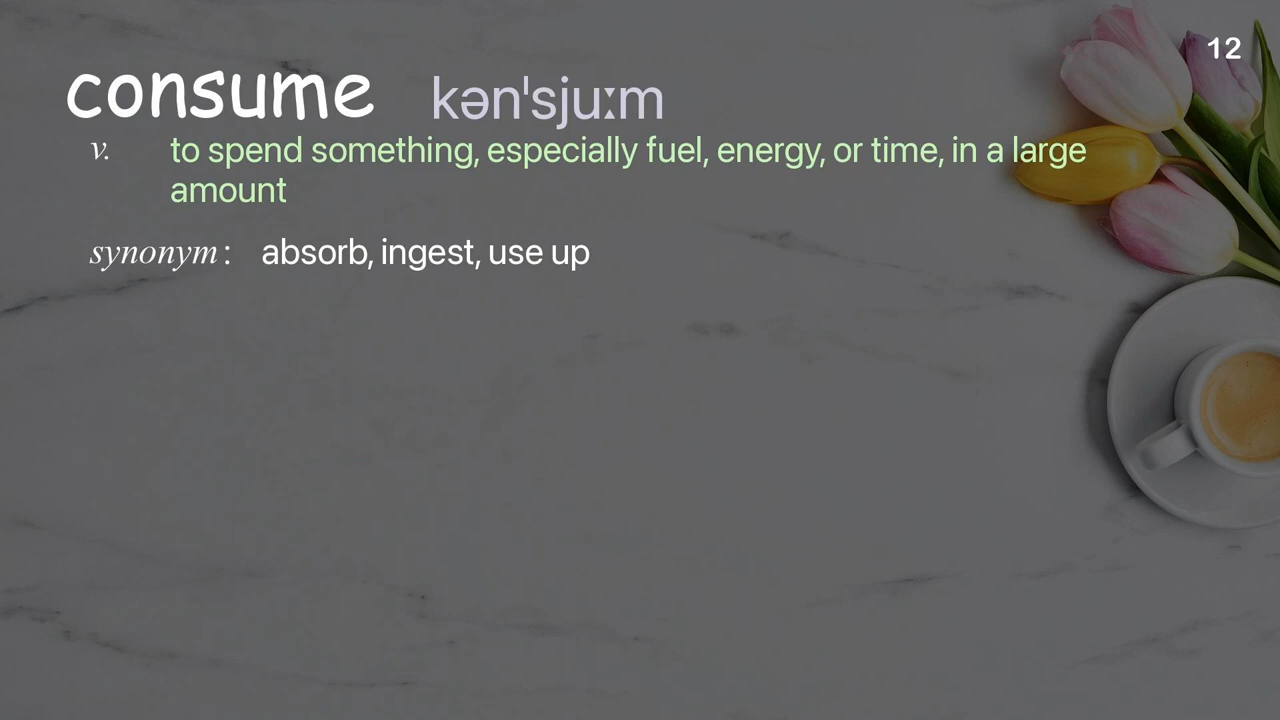 12
consume kən'sjuːm
v. to spend something, especially fuel, energy, or time, in a large
amount
synonym : absorb, ingest, use up